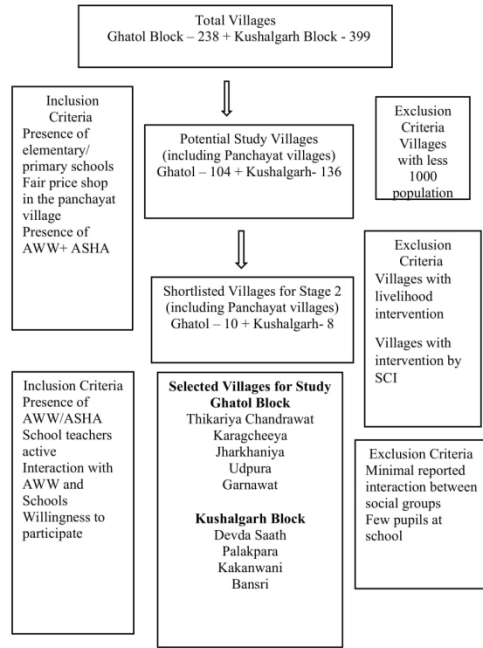 Total Villages
Ghatol Block – 238 + Kushalgarh Block - 399
Inclusion
Criteria
Presence of
elementary/
primary schools
Fair price shop
in the panchayat
village
Presence of
AWW+ ASHA
Potential Study Villages
(including Panchayat villages)
Ghatol – 104 + Kushalgarh- 136
Exclusion
Criteria
Villages
with less
1000
population
Shortlisted Villages for Stage 2
(including Panchayat villages)
Ghatol – 10 + Kushalgarh- 8
Exclusion
Criteria
Villages with
livelihood
intervention
Villages with
intervention by
SCI
Inclusion Criteria
Presence of
AWW/ASHA
School teachers
active
Interaction with
AWW and
Schools
Willingness to
participate
Selected Villages for Study
Ghatol Block
Thikariya Chandrawat
Karagcheeya
Jharkhaniya
Udpura
Garnawat
Kushalgarh Block
Devda Saath
Palakpara
Kakanwani
Bansri
Exclusion Criteria
Minimal reported
interaction between
social groups
Few pupils at
school